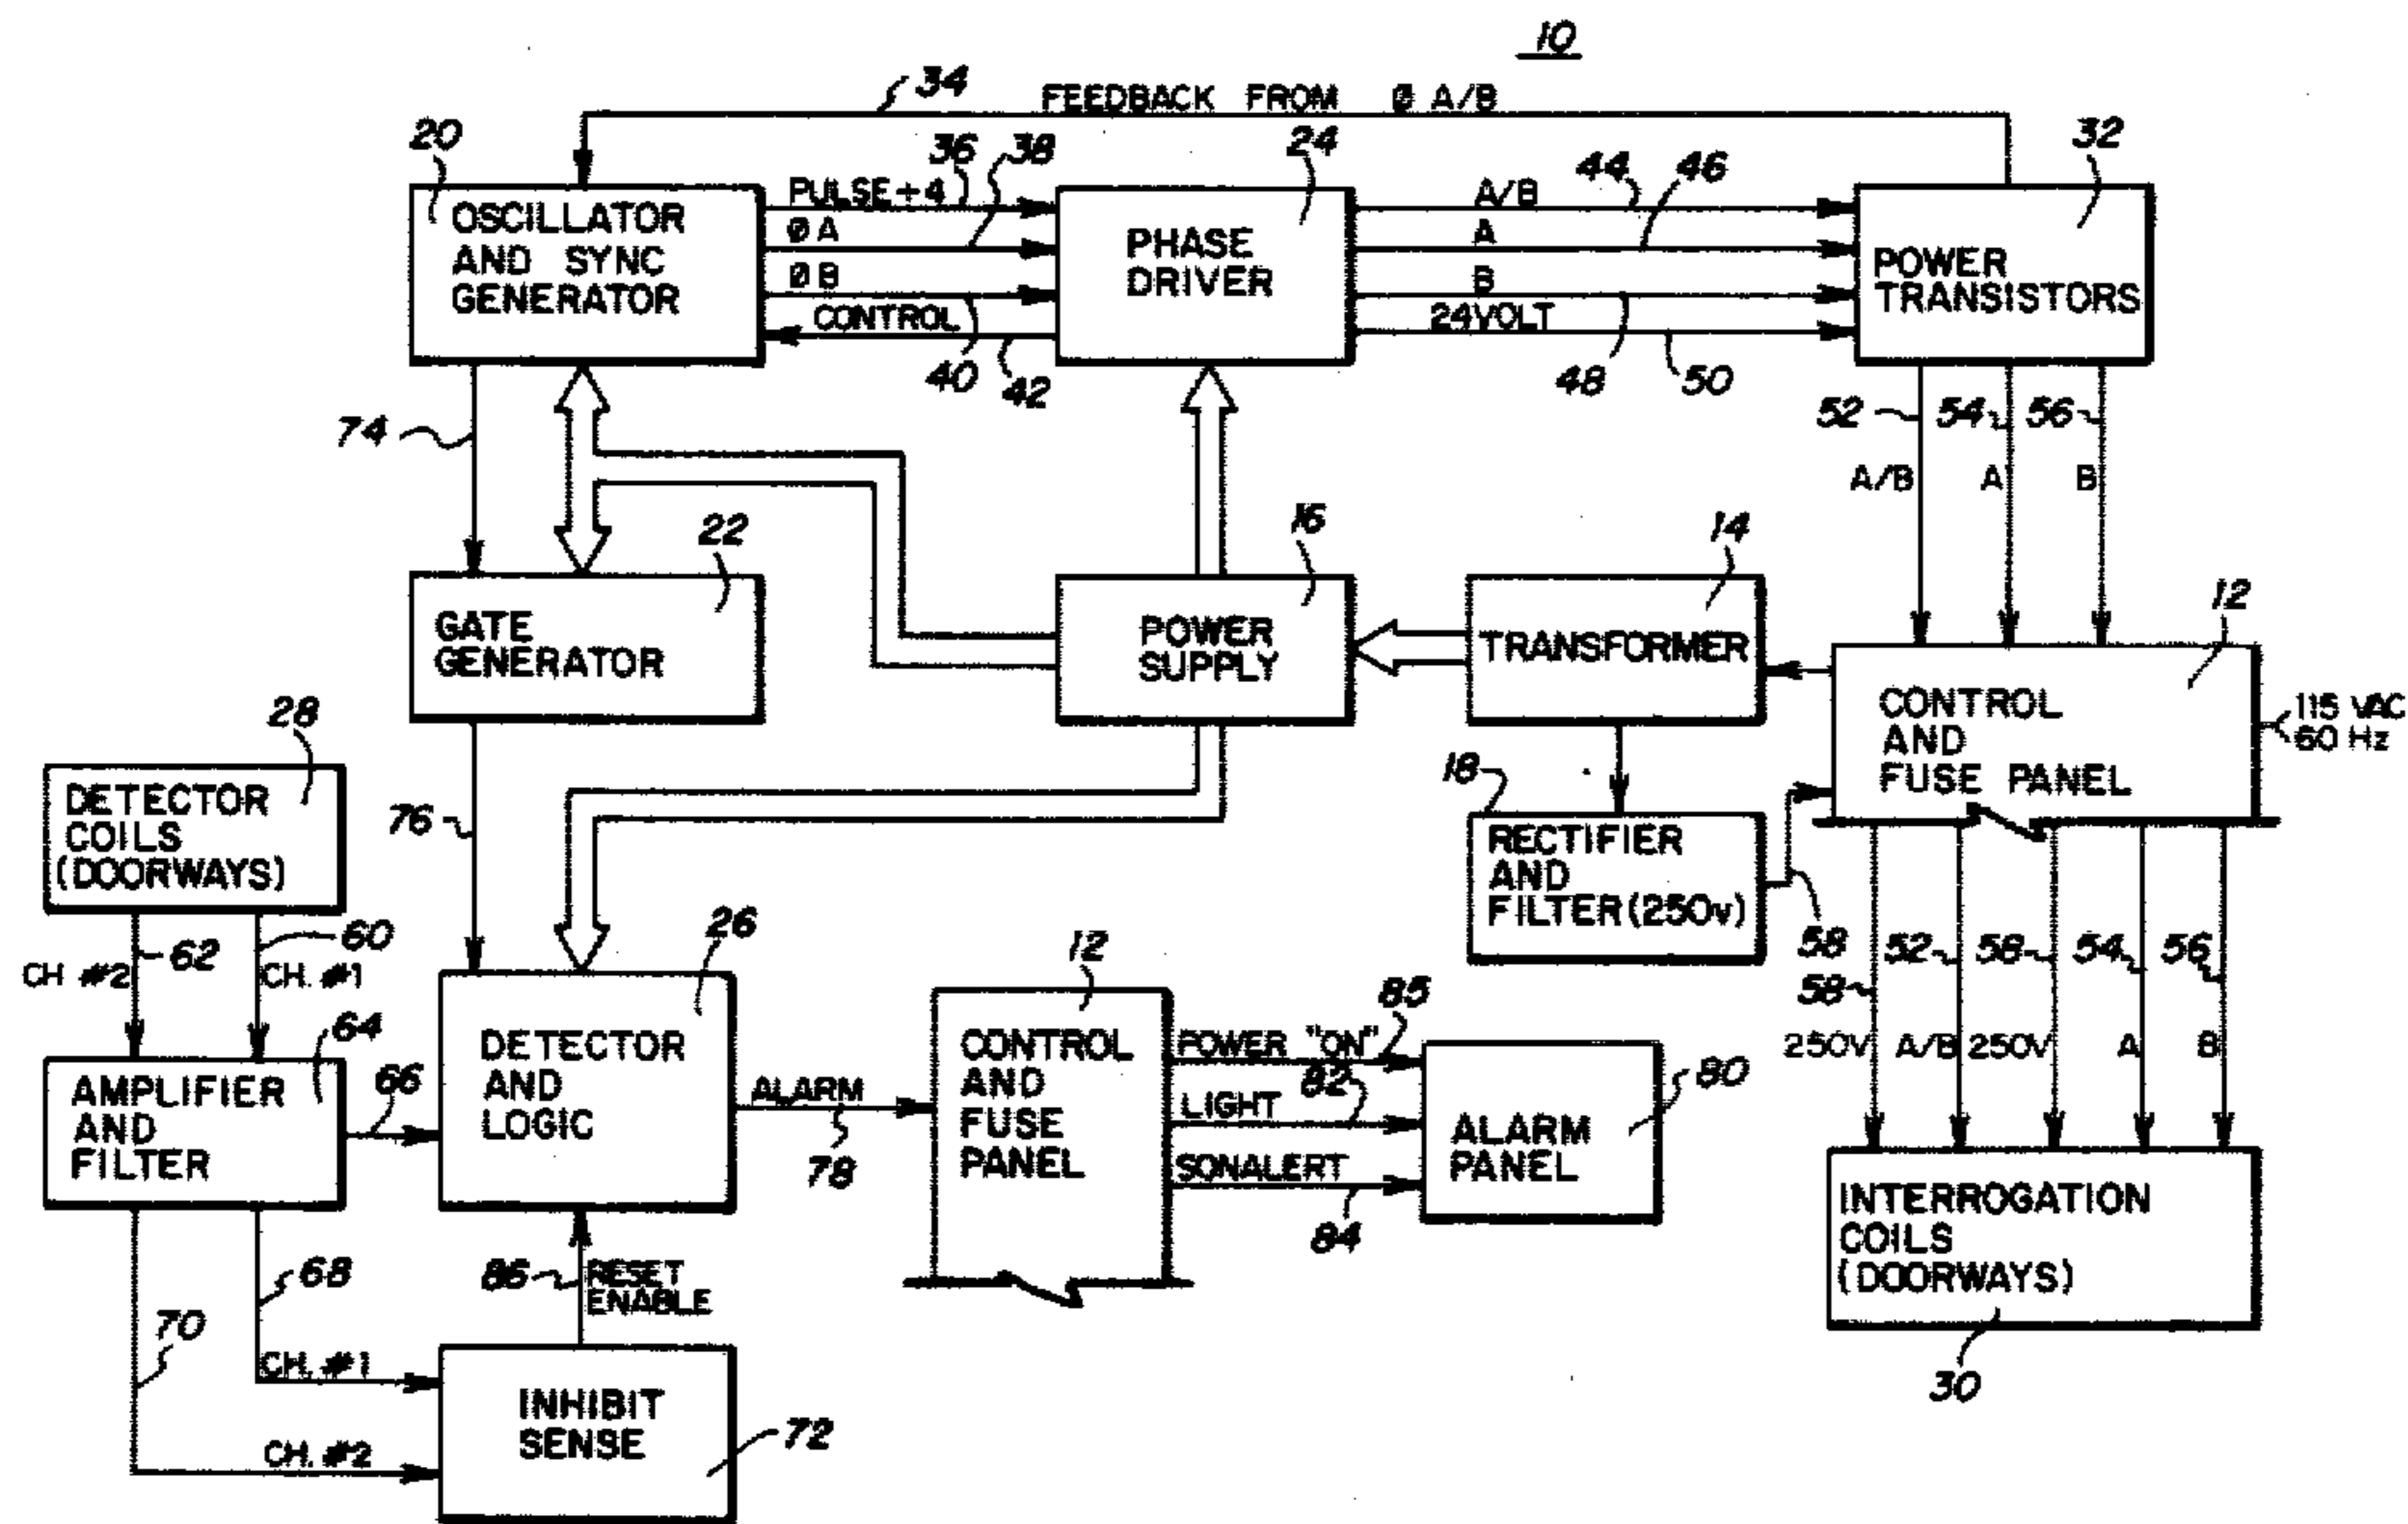 10
34
FEEDBACK FROM Ø A/B
20
36
38
24
44
46
32
OSCILLATOR
AND SYNC
GENERATOR
PULSE+4
ØA
ØB
CONTROL
40
42
PHASE
DRIVER
A/B
A
B
24VOLT
48
50
POWER
TRANSISTORS
74
52
54
56
A/B
A
B
22
GATE
GENERATOR
16
POWER
SUPPLY
14
TRANSFORMER
12
CONTROL
AND
FUSE PANEL
115 VAC
60 Hz
28
DETECTOR
COILS
(DOORWAYS)
76
18
RECTIFIER
AND
FILTER(250v)
58
62
60
CH #2
CH. #1
26
12
58
52
58
54
56
250V
A/B
250V
A
B
64
AMPLIFIER
AND
FILTER
66
DETECTOR
AND
LOGIC
ALARM
78
CONTROL
AND
FUSE
PANEL
POWER "ON"
85
82
LIGHT
SONALERT
84
ALARM
PANEL
80
INTERROGATION
COILS
(DOORWAYS)
30
68
70
86
RESET
ENABLE
CH. #1
CH. #2
INHIBIT
SENSE
72